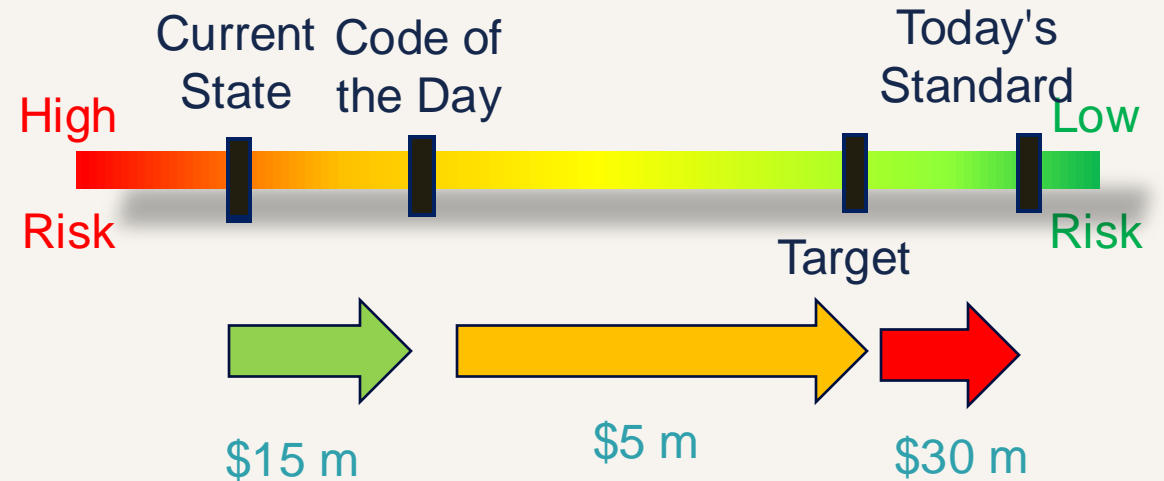 Current
State
Code of
the Day
Today's
Standard
High
Risk
Low
Risk
Target
$15 m
$5 m
$30 m